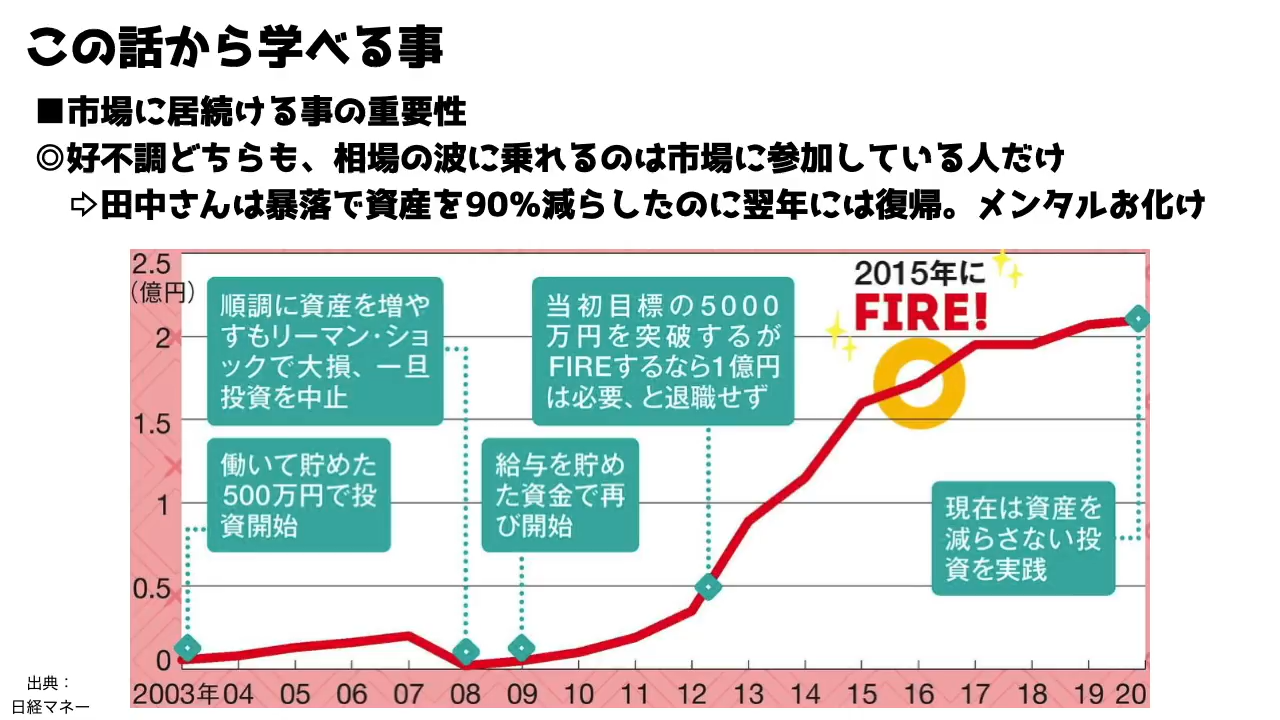 この話から学べる事
■市場に居続ける事の重要性
◎好不調どちらも、相場の波に乗れるのは市場に参加している人だけ
⇨田中さんは暴落で資産を90%減らしたのに翌年には復帰。メンタルお化け
2.5
(億円)
2
1.5
1
0.5
0
順調に資産を増や
すもリーマン・ショ
ックで大損、一旦
投資を中止
当初目標の5000
万円を突破するが
FIREするなら1億円
は必要、と退職せず
2015年に
FIRE!
働いて貯めた
500万円で投
資開始
給与を貯め
た資金で再
び開始
現在は資産を
減らさない投
資を実践
2003年 04 05 06 07 08 09 10 11 12 13 14 15 16 17 18 19 20
出典：
日経マネー